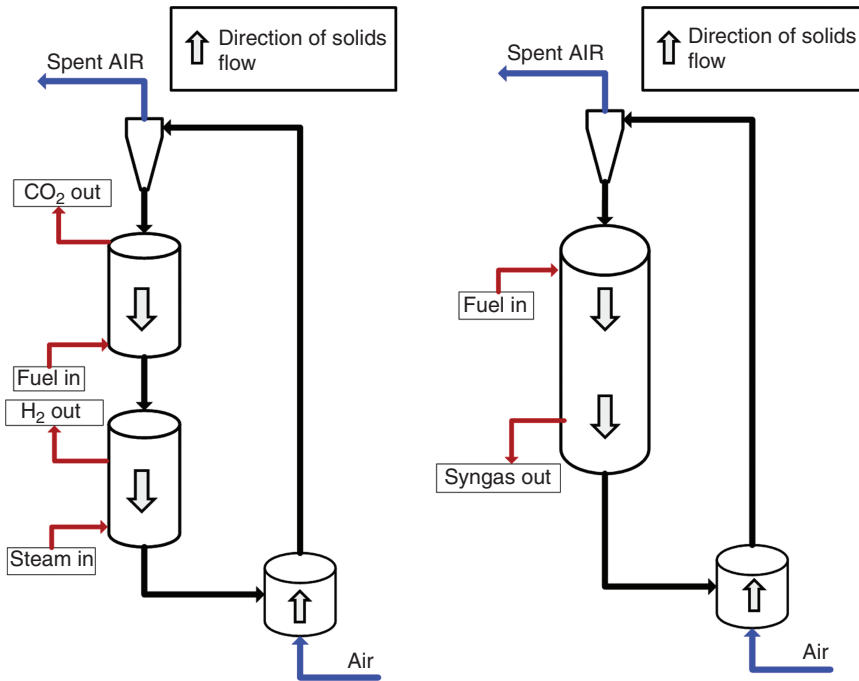 Spent AIR
Direction of solids
flow
CO₂ out
Fuel in
H₂ out
Steam in
Air
Spent AIR
Direction of solids
flow
Fuel in
Syngas out
Air